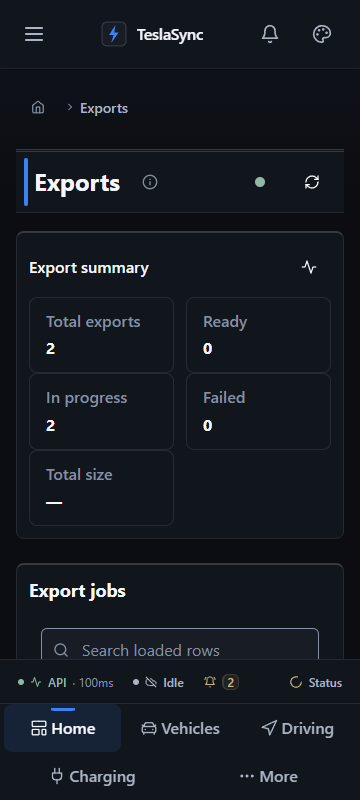 TeslaSync
Exports
Exports
Export summary
Total exports
2
Ready
0
In progress
2
Failed
0
Total size
—
Export jobs
Search loaded rows
API · 100ms
Idle
2
Status
Home
Vehicles
Driving
Charging
More